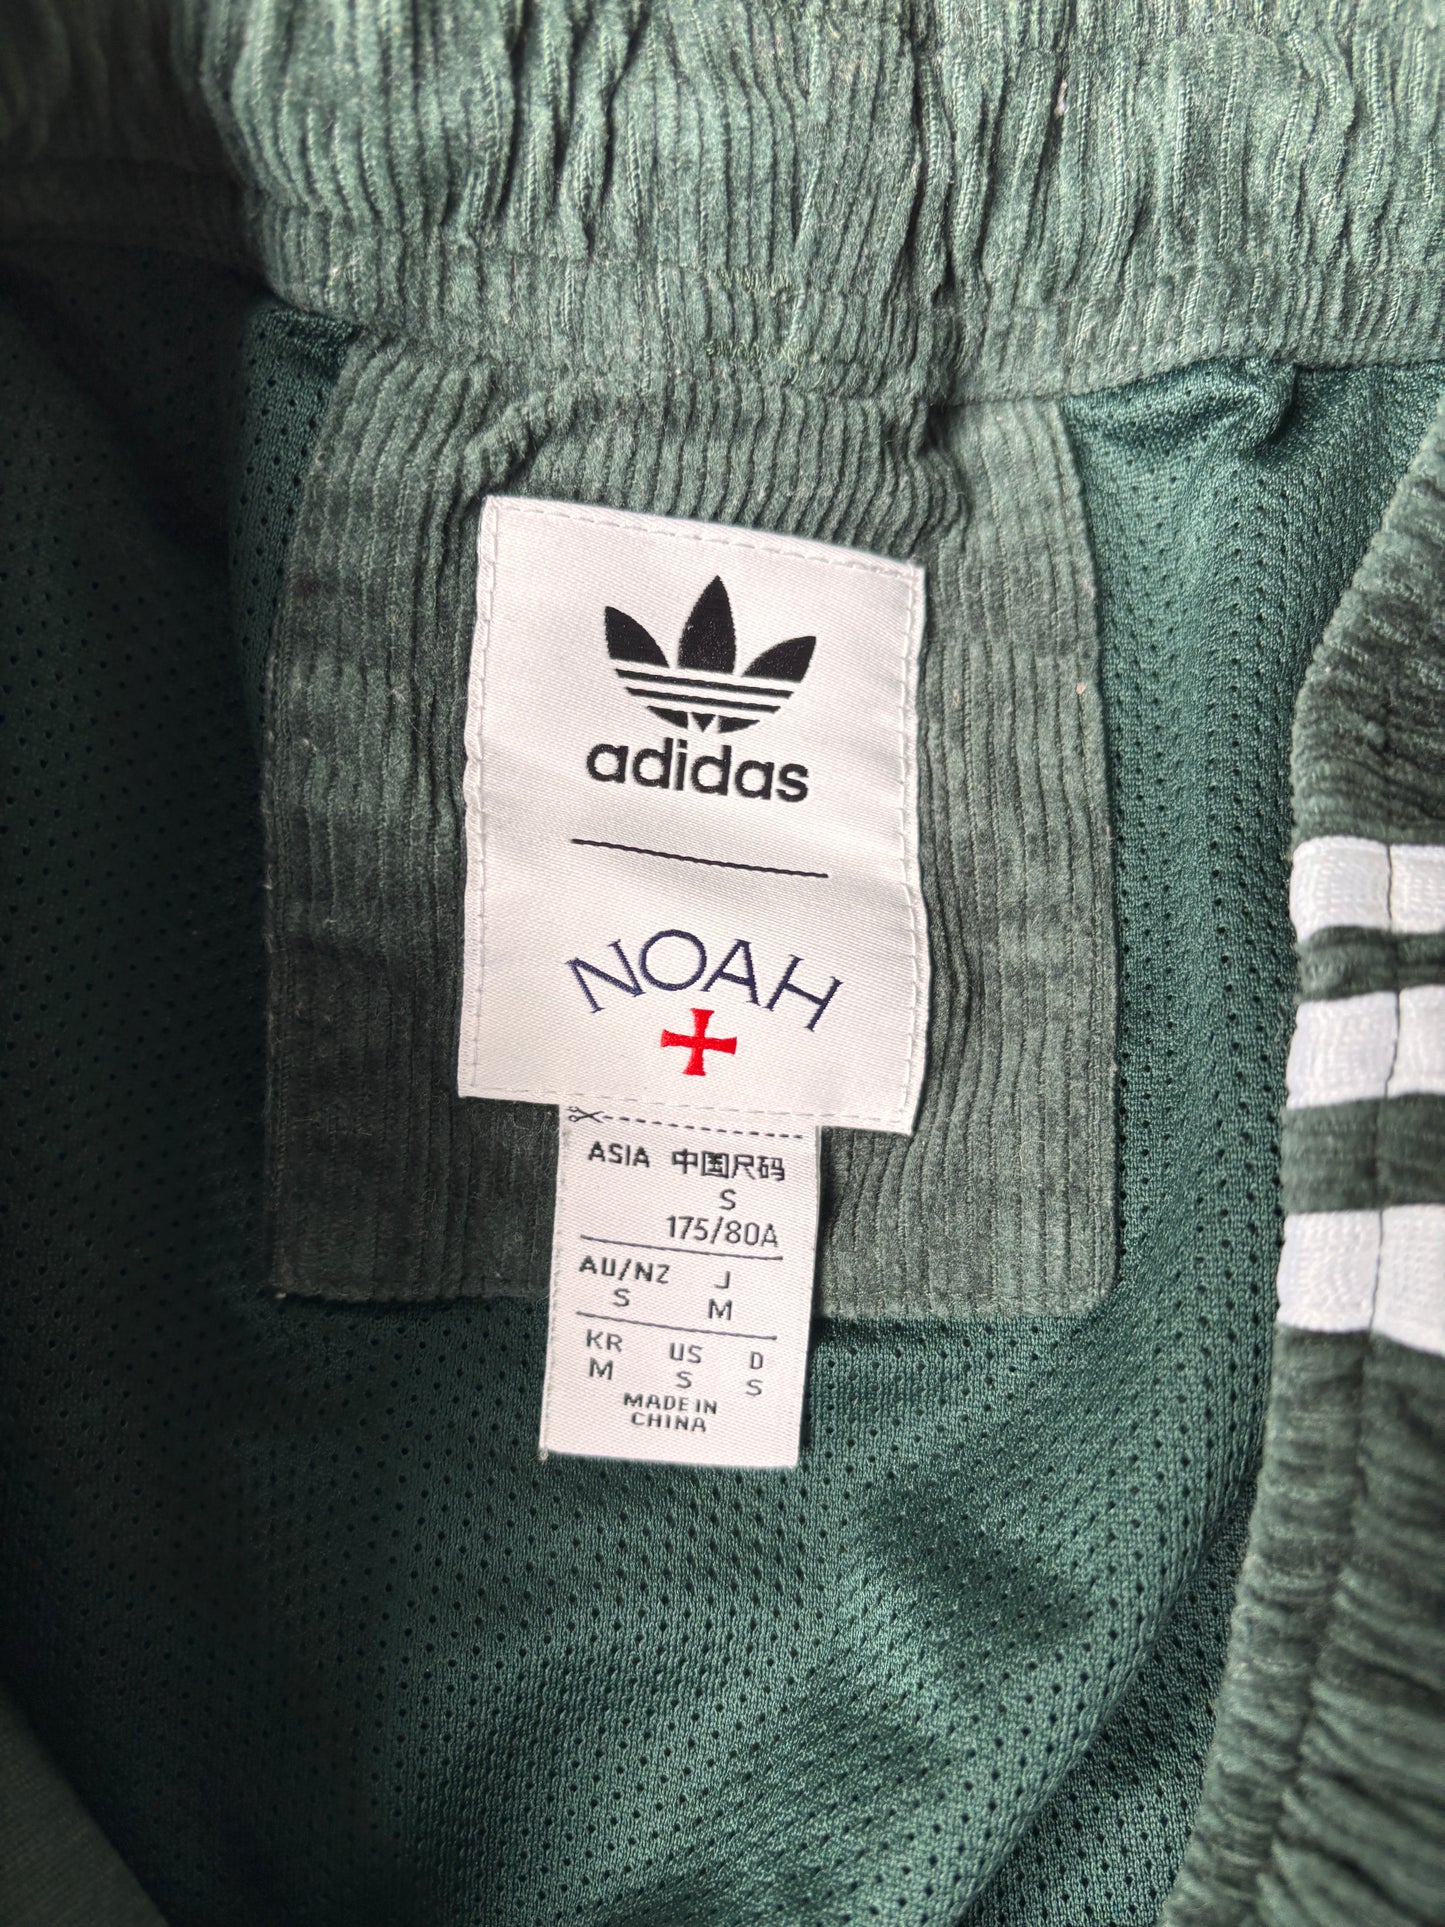 adidas
NOAH
ASIA 中国尺码
S
175/80A
AU/NZ J
S M
KR US D
M S S
MADE IN
CHINA